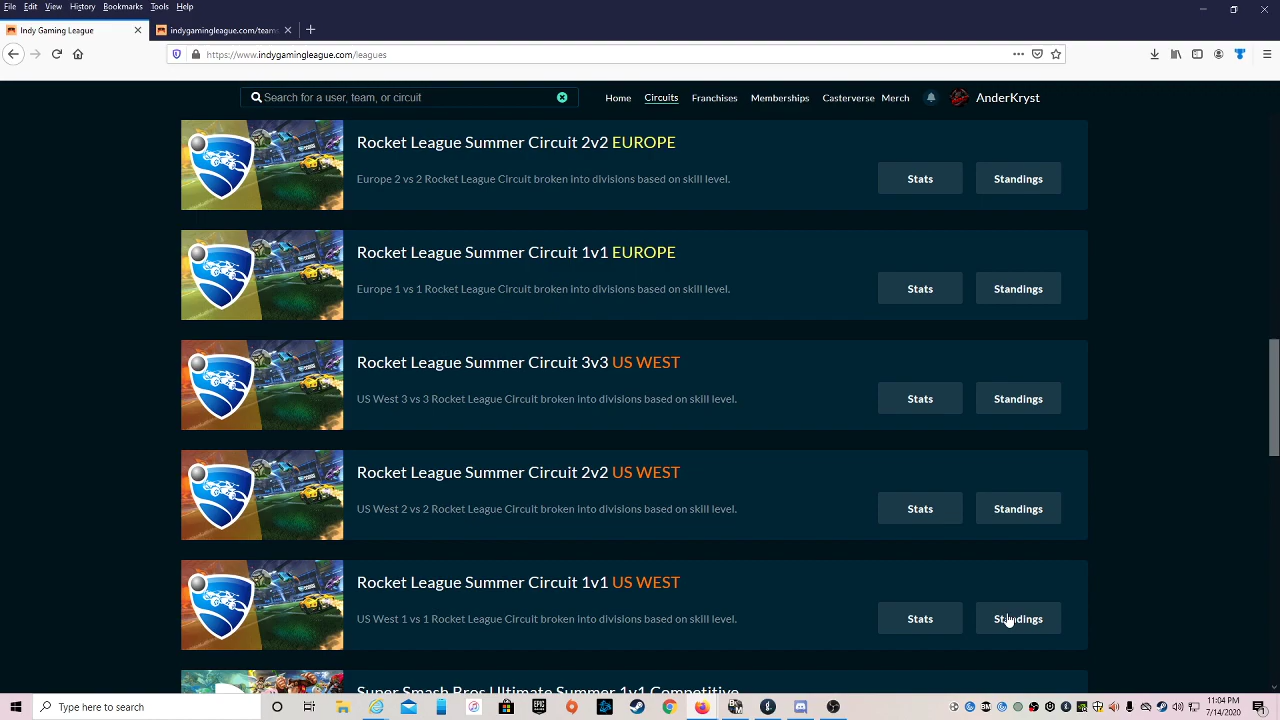 File Edit View History Bookmarks Tools Help
Indy Gaming League
indygamingleague.com/teams
https://www.indygamingleague.com/leagues
Search for a user, team, or circuit
Home Circuits Franchises Memberships Casterverse Merch AnderKryst
Rocket League Summer Circuit 2v2 EUROPE
Europe 2 vs 2 Rocket League Circuit broken into divisions based on skill level.
Stats Standings
Rocket League Summer Circuit 1v1 EUROPE
Europe 1 vs 1 Rocket League Circuit broken into divisions based on skill level.
Stats Standings
Rocket League Summer Circuit 3v3 US WEST
US West 3 vs 3 Rocket League Circuit broken into divisions based on skill level.
Stats Standings
Rocket League Summer Circuit 2v2 US WEST
US West 2 vs 2 Rocket League Circuit broken into divisions based on skill level.
Stats Standings
Rocket League Summer Circuit 1v1 US WEST
US West 1 vs 1 Rocket League Circuit broken into divisions based on skill level.
Stats Standings
Super Smash Bros Ultimate Summer 1v1 Competitive
Type here to search
11:04 PM
7/14/2020